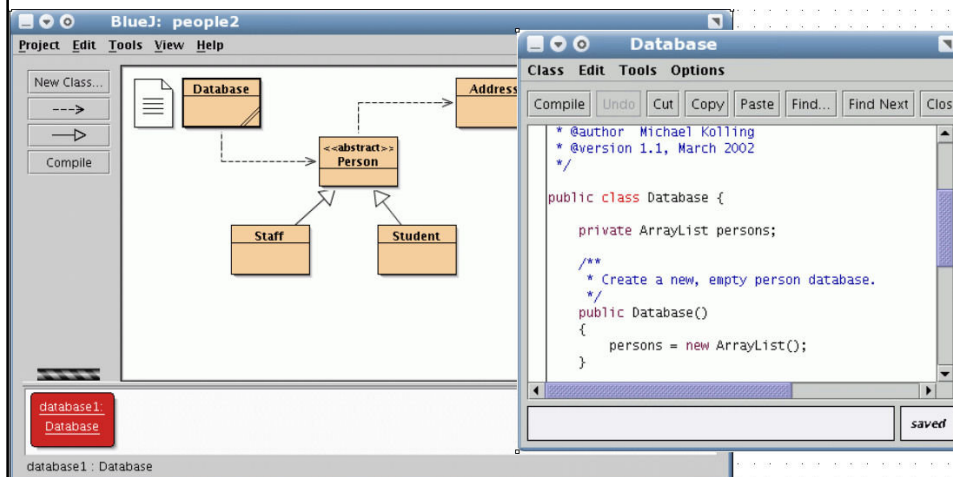 BlueJ: people2
Project Edit Tools View Help
New Class...
Compile
Database
Address
<<abstract>>
Person
Staff
Student
database1:
Database
database1 : Database
Database
Class Edit Tools Options
Compile Undo Cut Copy Paste Find... Find Next Clos
* @author Michael Kolling
* @version 1.1, March 2002
*/
public class Database {
private ArrayList persons;
/**
* Create a new, empty person database.
*/
public Database()
{
persons = new ArrayList();
}
saved